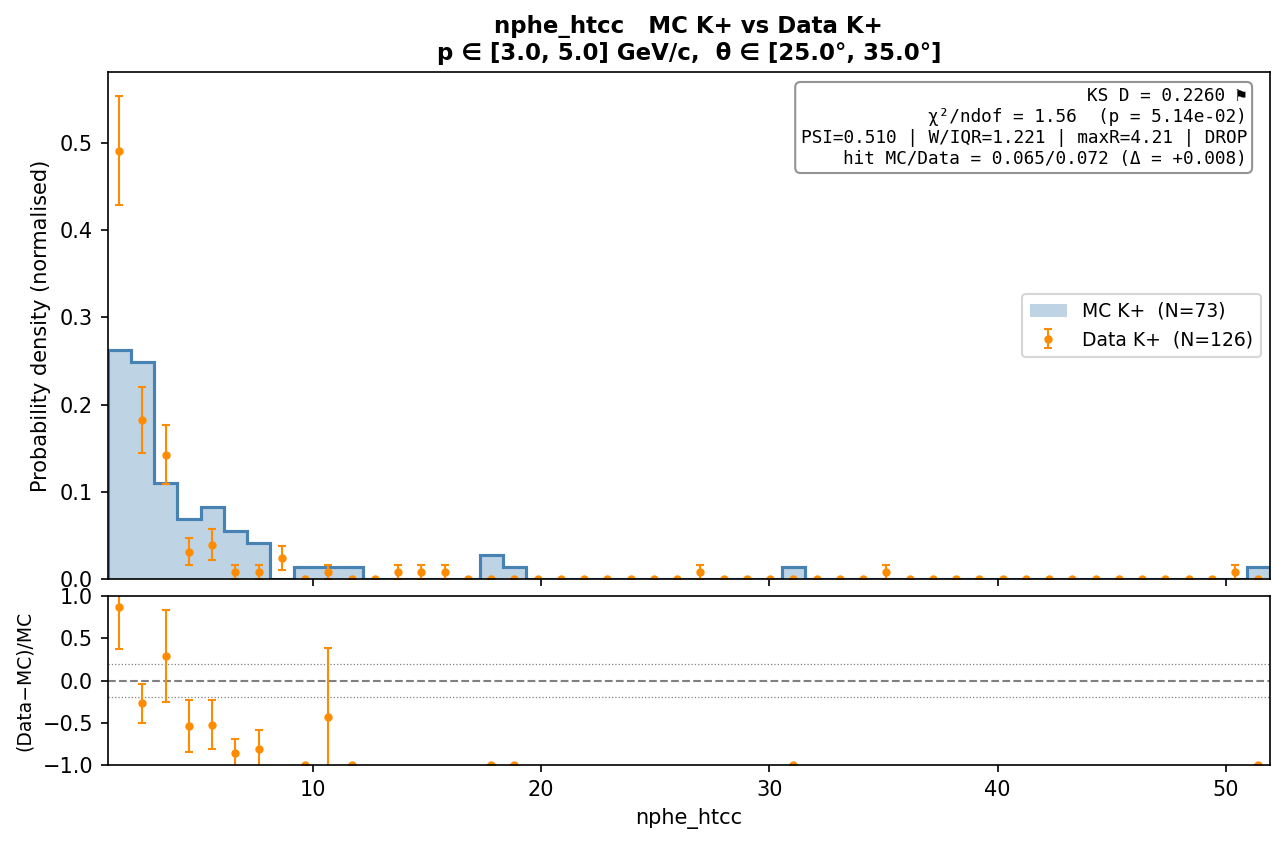 nphe_htcc   MC K+ vs Data K+
p ∈ [3.0, 5.0] GeV/c,  θ ∈ [25.0°, 35.0°]
KS D = 0.2260 ⚑
χ²/ndof = 1.56  (p = 5.14e-02)
PSI=0.510 | W/IQR=1.221 | maxR=4.21 | DROP
hit MC/Data = 0.065/0.072 (Δ = +0.008)
MC K+  (N=73)
Data K+  (N=126)
Probability density (normalised)
0.5
0.4
0.3
0.2
0.1
0.0
(Data−MC)/MC
1.0
0.5
0.0
−0.5
−1.0
10
20
30
40
50
nphe_htcc